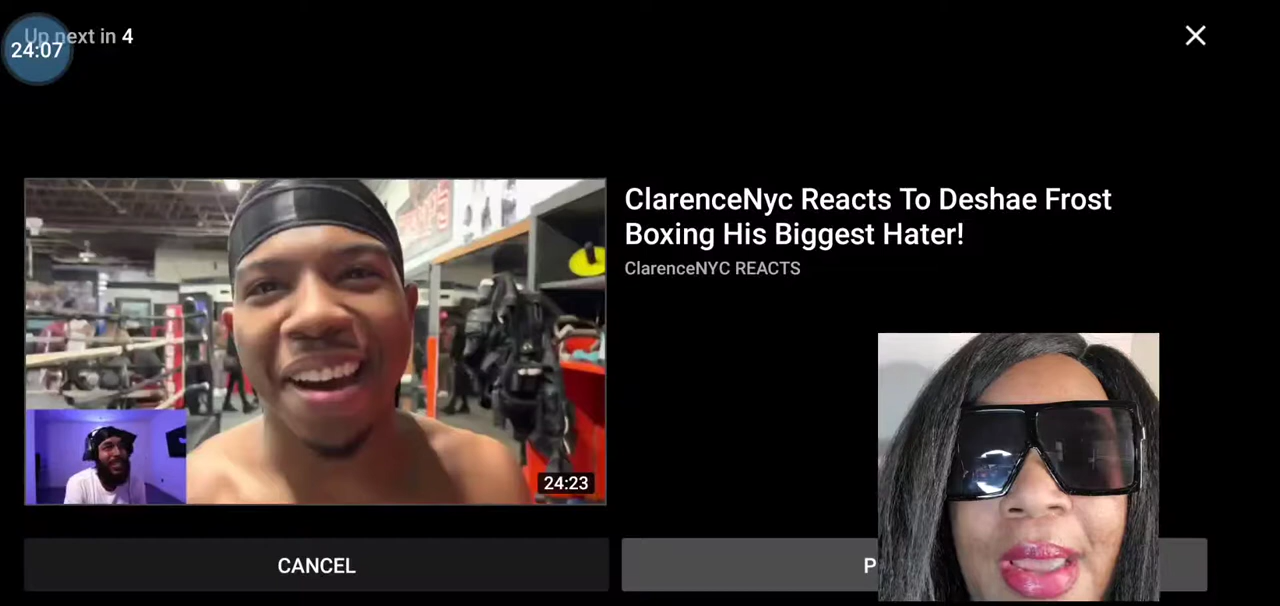 Up next in 4
24:07
ClarenceNyc Reacts To Deshae Frost
Boxing His Biggest Hater!
ClarenceNYC REACTS
24:23
CANCEL
P